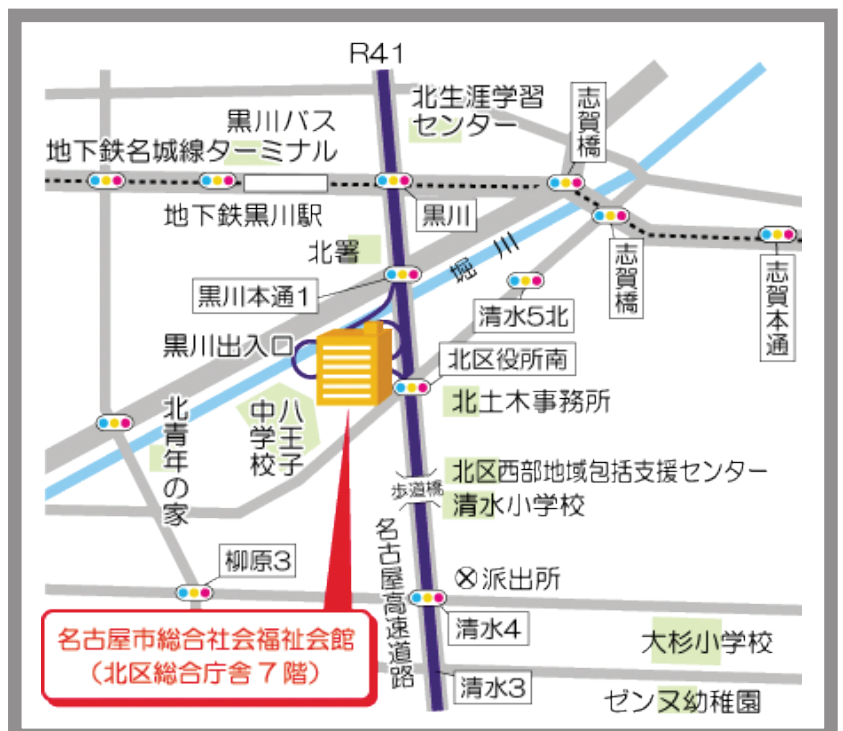 R41
北生涯学習
センター
志賀橋
黒川バス
ターミナル
地下鉄名城線
地下鉄黒川駅
黒川
北署
堀川
志賀橋
志賀本通
黒川本通1
清水5北
黒川出入口
北区役所南
北土木事務所
八王子
中学校
北青年の家
北区西部地域包括支援センター
歩道橋
清水小学校
名古屋高速道路
柳原3
派出所
清水4
名古屋市総合社会福祉会館
（北区総合庁舎7階）
大杉小学校
清水3
ゼンヌ幼稚園